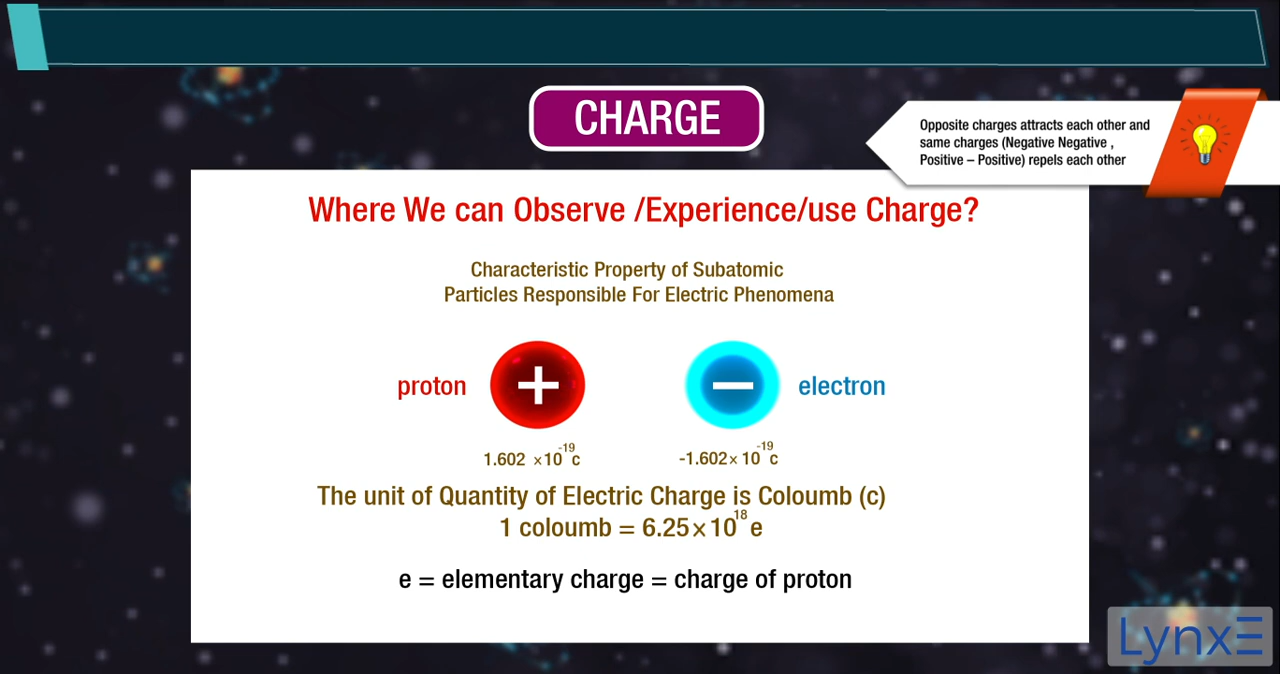 CHARGE
Opposite charges attracts each other and
same charges (Negative Negative ,
Positive – Positive) repels each other
Where We can Observe /Experience/use Charge?
Characteristic Property of Subatomic
Particles Responsible For Electric Phenomena
proton + − electron
1.602 ×10⁻¹⁹c -1.602×10⁻¹⁹c
The unit of Quantity of Electric Charge is Coloumb (c)
1 coloumb = 6.25×10¹⁸e
e = elementary charge = charge of proton
LynxE